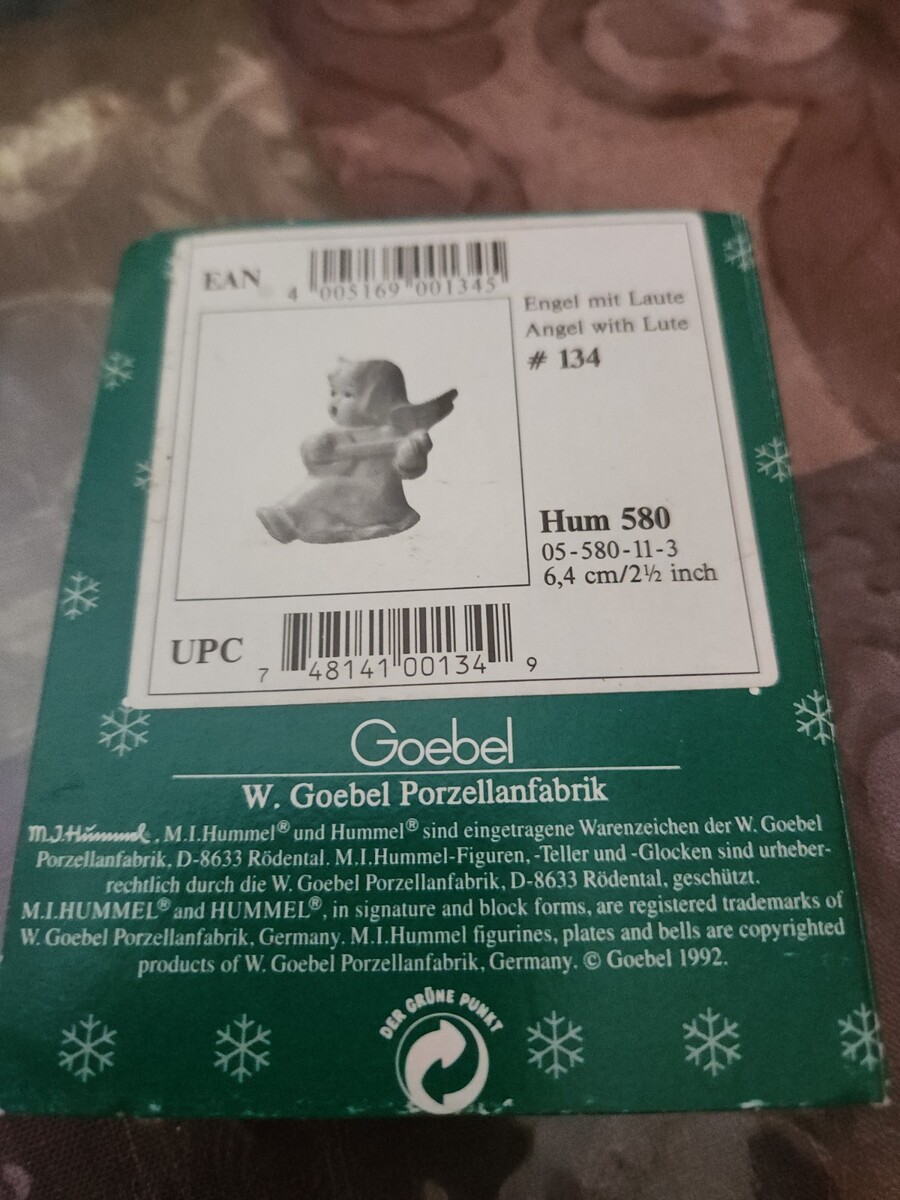 EAN
4 005169 001345
Engel mit Laute
Angel with Lute
# 134
Hum 580
05-580-11-3
6,4 cm/2½ inch
UPC
7 48141 00134 9
Goebel
W. Goebel Porzellanfabrik
M.J.Hummel, M.I.Hummel® und Hummel® sind eingetragene Warenzeichen der W. Goebel
Porzellanfabrik, D-8633 Rödental. M.I.Hummel-Figuren, -Teller und -Glocken sind urheber-
rechtlich durch die W. Goebel Porzellanfabrik, D-8633 Rödental, geschützt.
M.I.HUMMEL® and HUMMEL®, in signature and block forms, are registered trademarks of
W. Goebel Porzellanfabrik, Germany. M.I.Hummel figurines, plates and bells are copyrighted
products of W. Goebel Porzellanfabrik, Germany. © Goebel 1992.
DER GRÜNE PUNKT